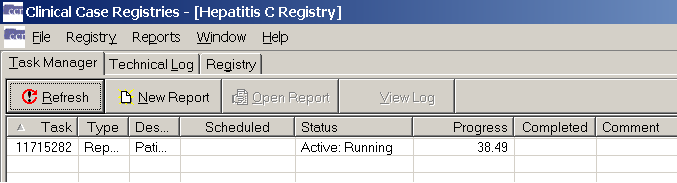 Clinical Case Registries - [Hepatitis C Registry]
File Registry Reports Window Help
Task Manager Technical Log Registry
Refresh New Report Open Report View Log
Task Type Des... Scheduled Status Progress Completed Comment
11715282 Rep... Pati... Active: Running 38.49